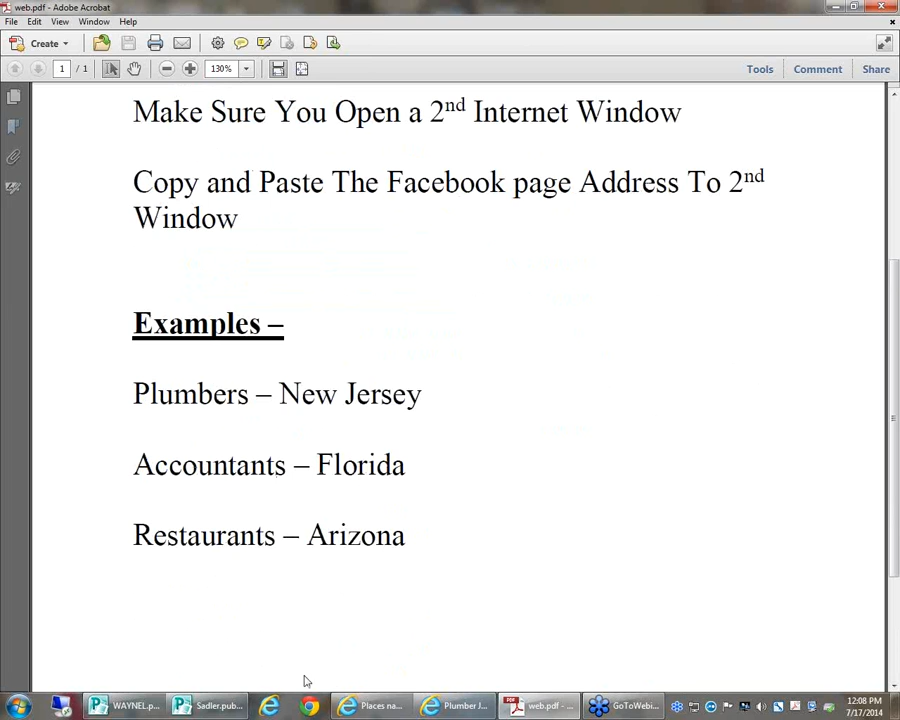 web.pdf - Adobe Acrobat
File Edit View Window Help
Create
1 / 1 130% Tools Comment Share
Make Sure You Open a 2nd Internet Window
Copy and Paste The Facebook page Address To 2nd
Window
Examples –
Plumbers – New Jersey
Accountants – Florida
Restaurants – Arizona
WAYNEL.p... Sadler.pub... Places na... Plumber J... web.pdf - ... GoToWebi...
12:08 PM
7/17/2014